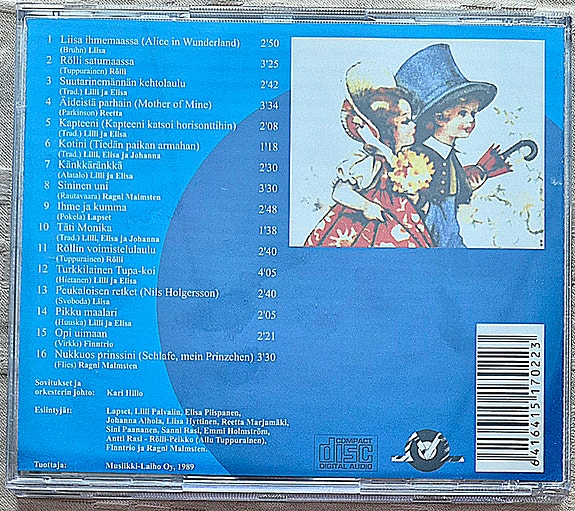 1 Liisa ihmemaassa (Alice in Wunderland) 2'50
(Bruhn) Liisa
2 Rölli satumaassa 3'25
(Tuppurainen) Rölli
3 Suutarinemännän kehtolaulu 2'42
(Trad.) Lilli ja Elisa
4 Äideistä parhain (Mother of Mine) 3'34
(Parkinson) Reetta
5 Kapteeni (Kapteeni katsoi horisonttihin) 2'08
(Trad.) Lilli ja Elisa
6 Kotini (Tiedän paikan armahan) 1'18
(Trad.) Lilli, Elisa ja Johanna
7 Känkkäränkkä 2'30
(Alatalo) Lilli ja Elisa
8 Sininen uni 3'30
(Rautavaara) Ragni Malmsten
9 Ihme ja kumma 2'48
(Pokela) Lapset
10 Täti Monika 1'38
(Trad.) Lilli, Elisa ja Johanna
11 Röllin voimistelulaulu 2'40
(Tuppurainen) Rölli
12 Turkkilainen Tupa-koi 4'05
(Hietanen) Lilli ja Elisa
13 Peukaloisen retket (Nils Holgersson) 2'40
(Svoboda) Liisa
14 Pikku maalari 2'05
(Huuska) Lilli ja Elisa
15 Opi uimaan 2'21
(Virkki) Finntrio
16 Nukkuos prinssini (Schlafe, mein Prinzchen) 3'30
(Flies) Ragni Malmsten
Sovitukset ja
orkesterin johto: Kari Hillo
Esiintyjät: Lapset, Lilli Palvalin, Elisa Piispanen,
Johanna Alhola, Liisa Hyttinen, Reetta Marjamäki,
Sini Paananen, Sanni Rasi, Emmi Holmström,
Antti Rasi - Rölli-Peikko (Allu Tuppurainen),
Finntrio ja Ragni Malmsten.
Tuottaja: Musiikki-Laiho Oy, 1989
COMPACT
disc
DIGITAL AUDIO
6 416415 170223